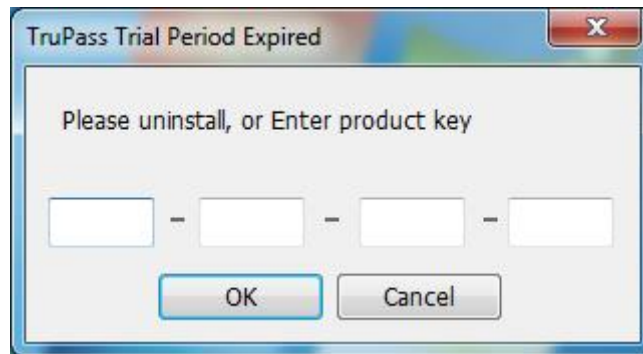 TruPass Trial Period Expired
Please uninstall, or Enter product key
- - -
OK Cancel